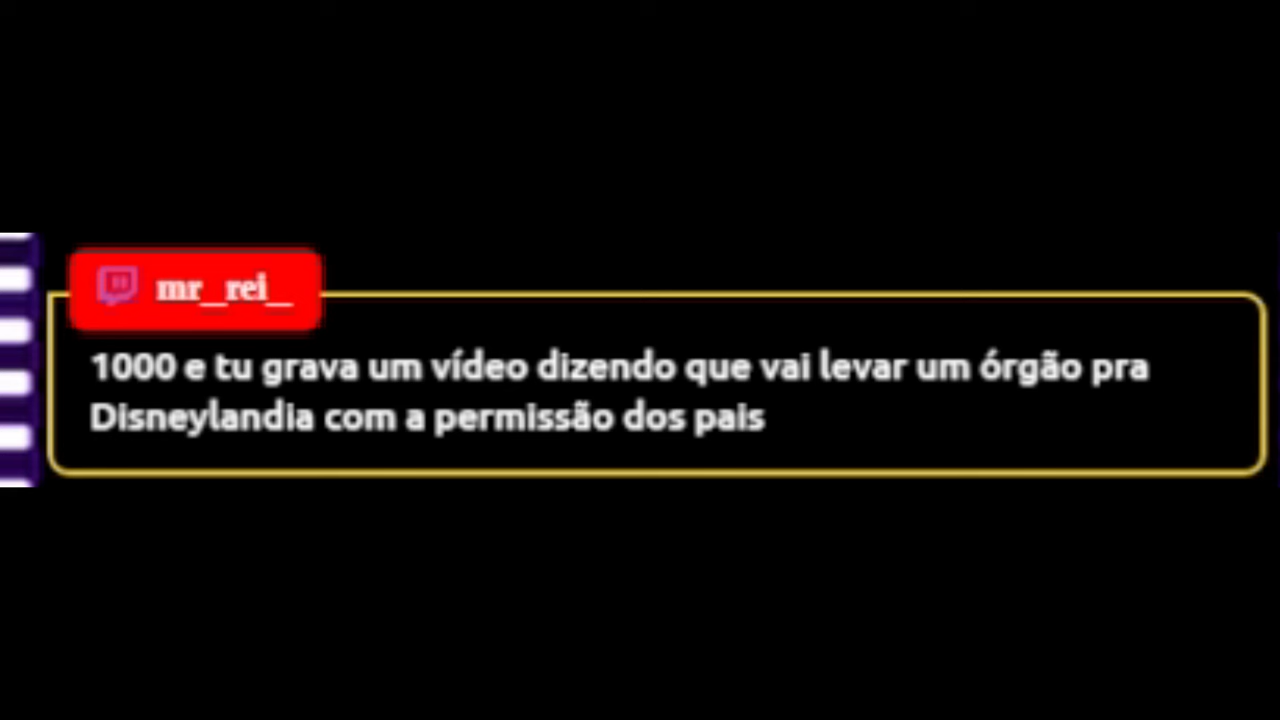 mr_rei_
1000 e tu grava um vídeo dizendo que vai levar um órgão pra
Disneylandia com a permissão dos pais